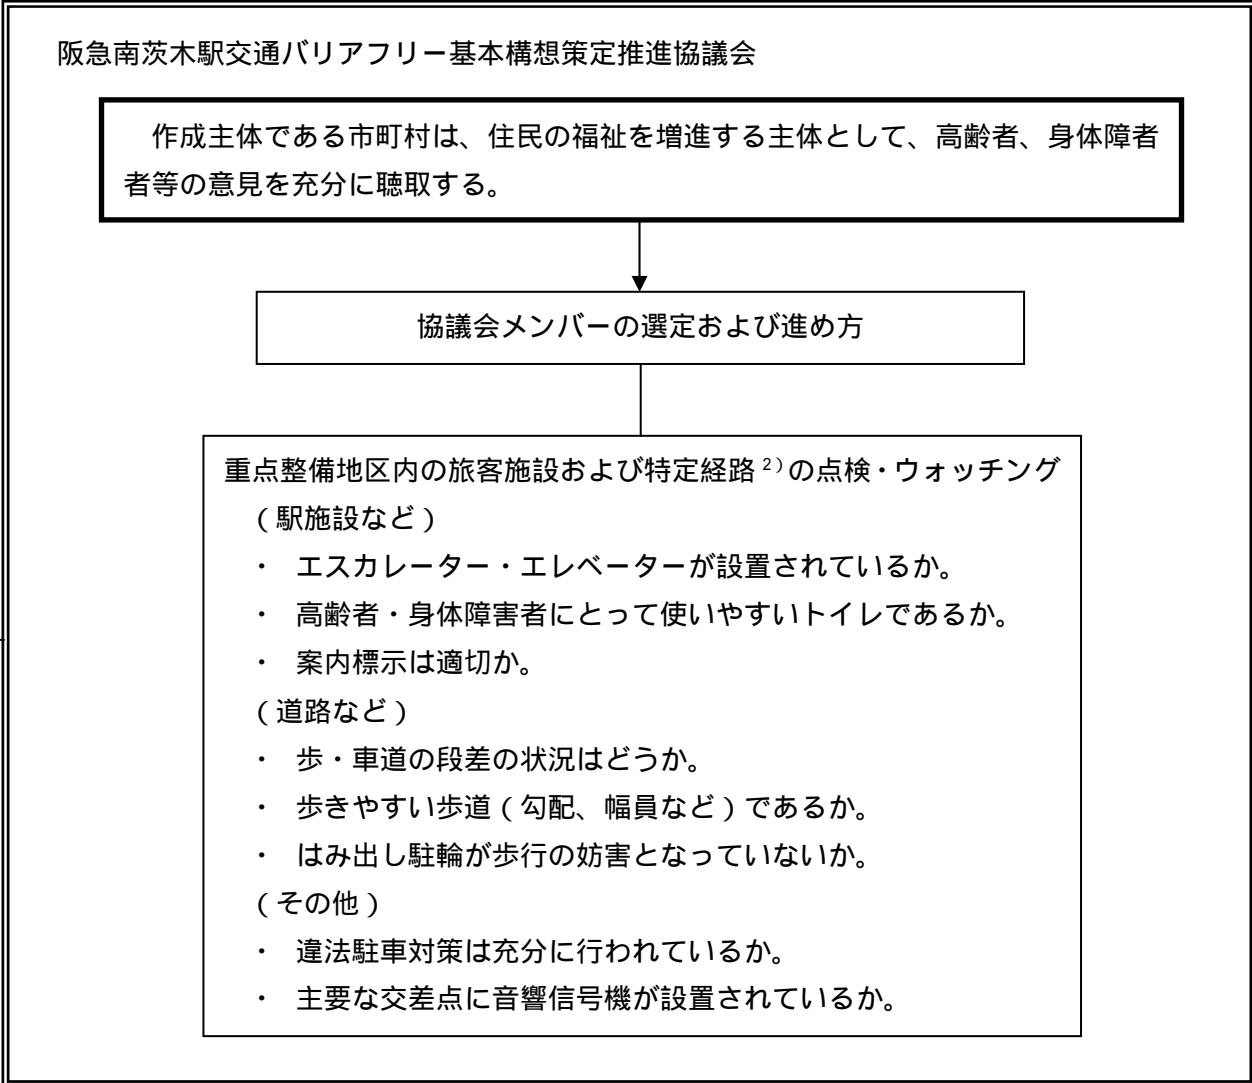 阪急南茨木駅交通バリアフリー基本構想策定推進協議会
作成主体である市町村は、住民の福祉を増進する主体として、高齢者、身体障者
者等の意見を充分に聴取する。
協議会メンバーの選定および進め方
重点整備地区内の旅客施設および特定経路2)の点検・ウォッチング
(駅施設など)
・ エスカレーター・エレベーターが設置されているか。
・ 高齢者・身体障害者にとって使いやすいトイレであるか。
・ 案内標示は適切か。
(道路など)
・ 歩・車道の段差の状況はどうか。
・ 歩きやすい歩道(勾配、幅員など)であるか。
・ はみ出し駐輪が歩行の妨害となっていないか。
(その他)
・ 違法駐車対策は充分に行われているか。
・ 主要な交差点に音響信号機が設置されているか。